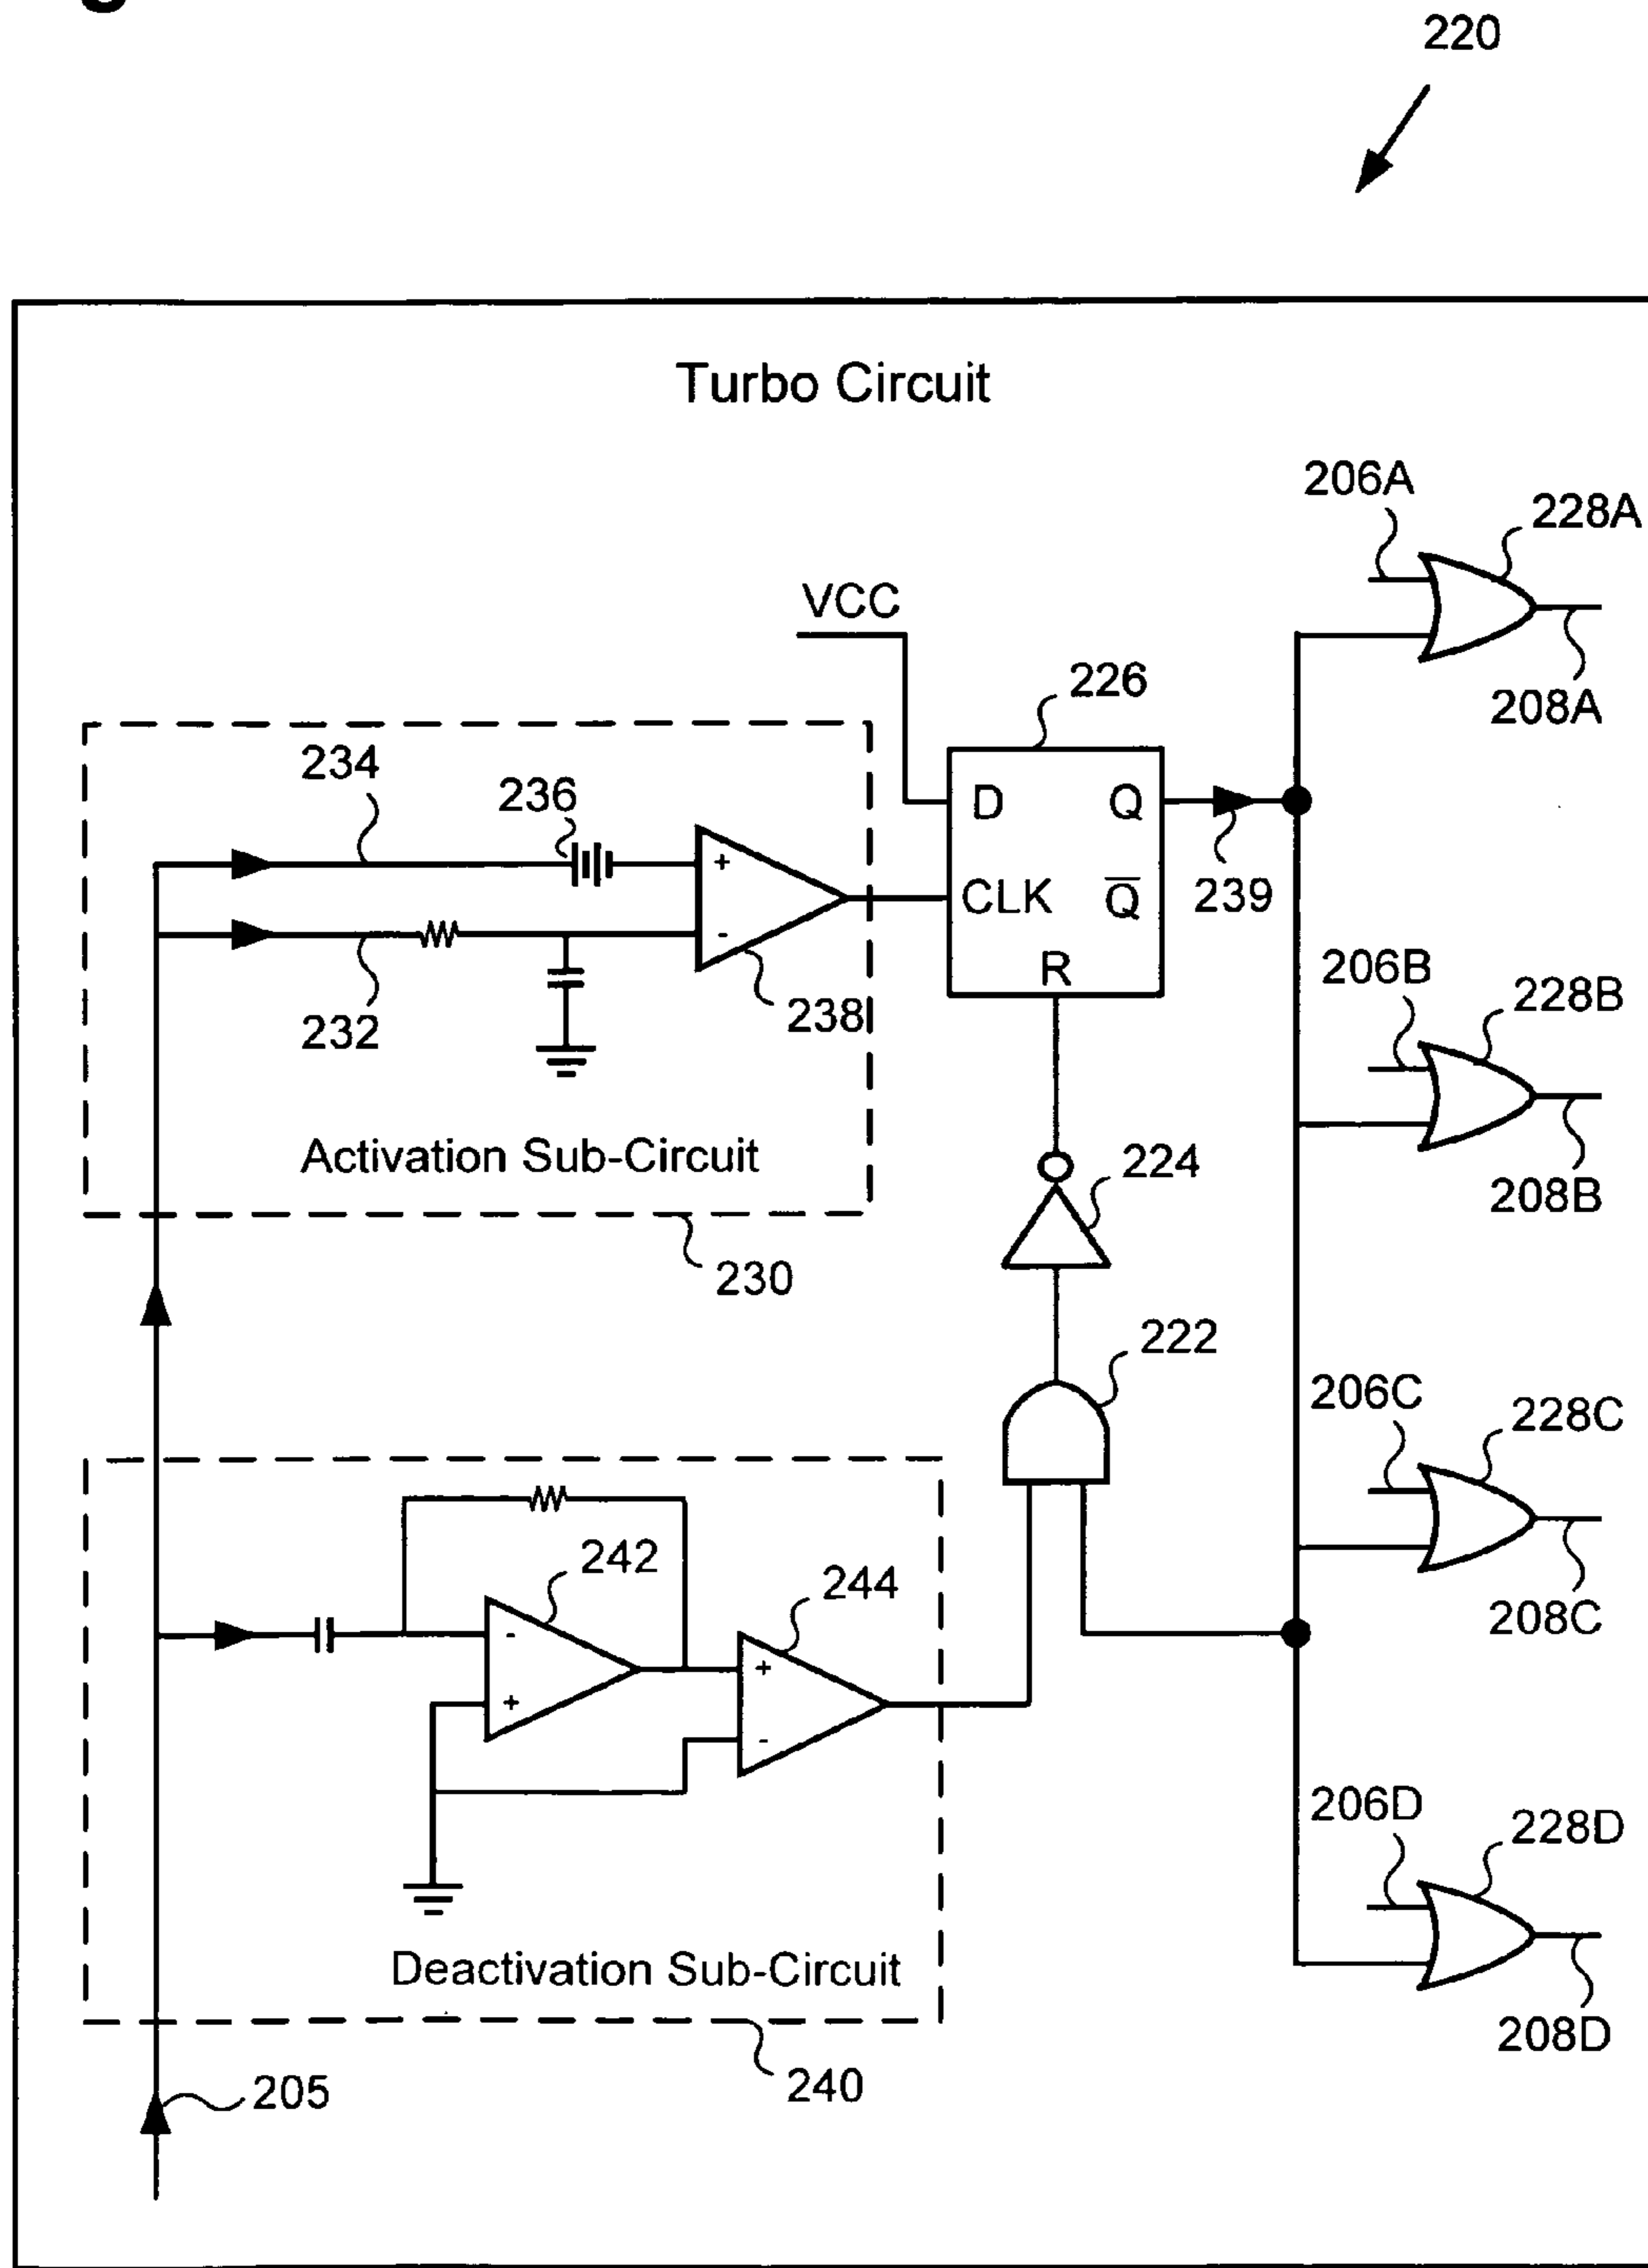 220
Turbo Circuit
206A
228A
VCC
208A
226
234
236
D
Q
+
CLK
Q̅
239
-
R
206B
228B
232
238
Activation Sub-Circuit
224
208B
230
222
206C
228C
242
244
208C
-
+
+
-
206D
228D
Deactivation Sub-Circuit
208D
240
205